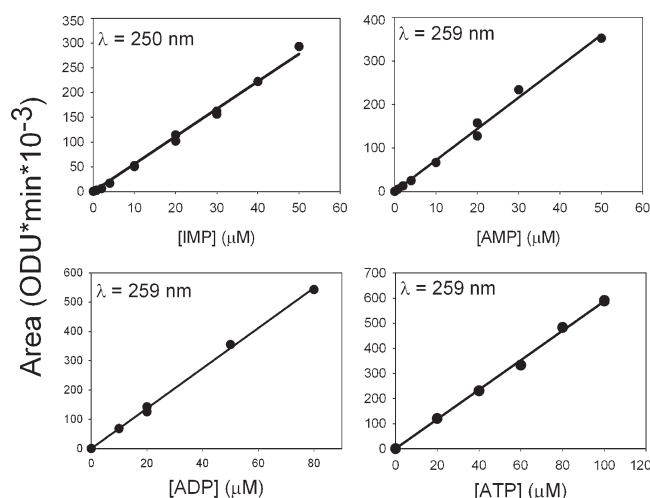 Area (ODU*min*10-3)
λ = 250 nm
350
300
250
200
150
100
50
0
0 10 20 30 40 50 60
[IMP] (μM)
λ = 259 nm
400
300
200
100
0
0 10 20 30 40 50 60
[AMP] (μM)
λ = 259 nm
600
500
400
300
200
100
0
0 20 40 60 80
[ADP] (μM)
λ = 259 nm
700
600
500
400
300
200
100
0
0 20 40 60 80 100 120
[ATP] (μM)